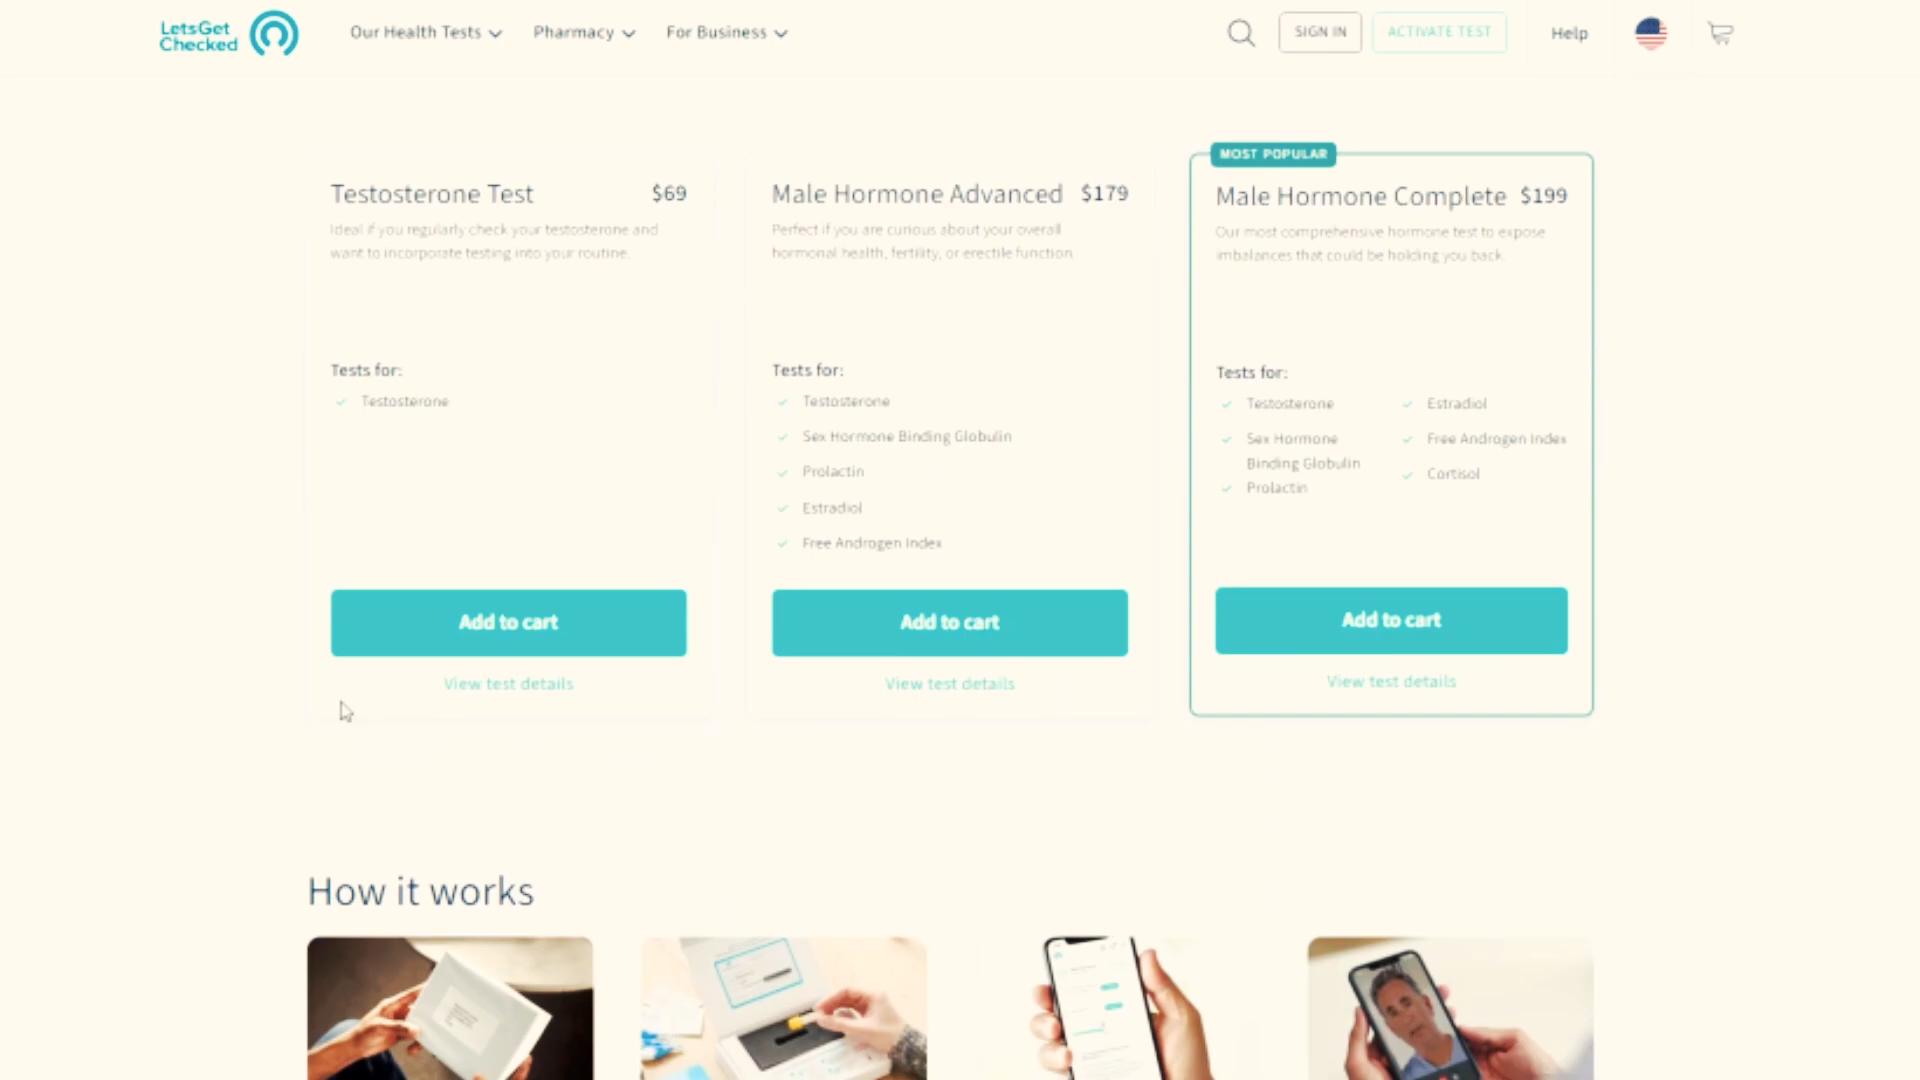 LetsGet
Checked
Our Health Tests
Pharmacy
For Business
SIGN IN
ACTIVATE TEST
Help
Testosterone Test $69
Ideal if you regularly check your testosterone and
want to incorporate testing into your routine.
Tests for:
Testosterone
Add to cart
View test details
Male Hormone Advanced $179
Perfect if you are curious about your overall
hormonal health, fertility, or erectile function
Tests for:
Testosterone
Sex Hormone Binding Globulin
Prolactin
Estradiol
Free Androgen Index
Add to cart
View test details
MOST POPULAR
Male Hormone Complete $199
Our most comprehensive hormone test to expose
imbalances that could be holding you back.
Tests for:
Testosterone
Sex Hormone
Binding Globulin
Prolactin
Estradiol
Free Androgen Index
Cortisol
Add to cart
View test details
How it works